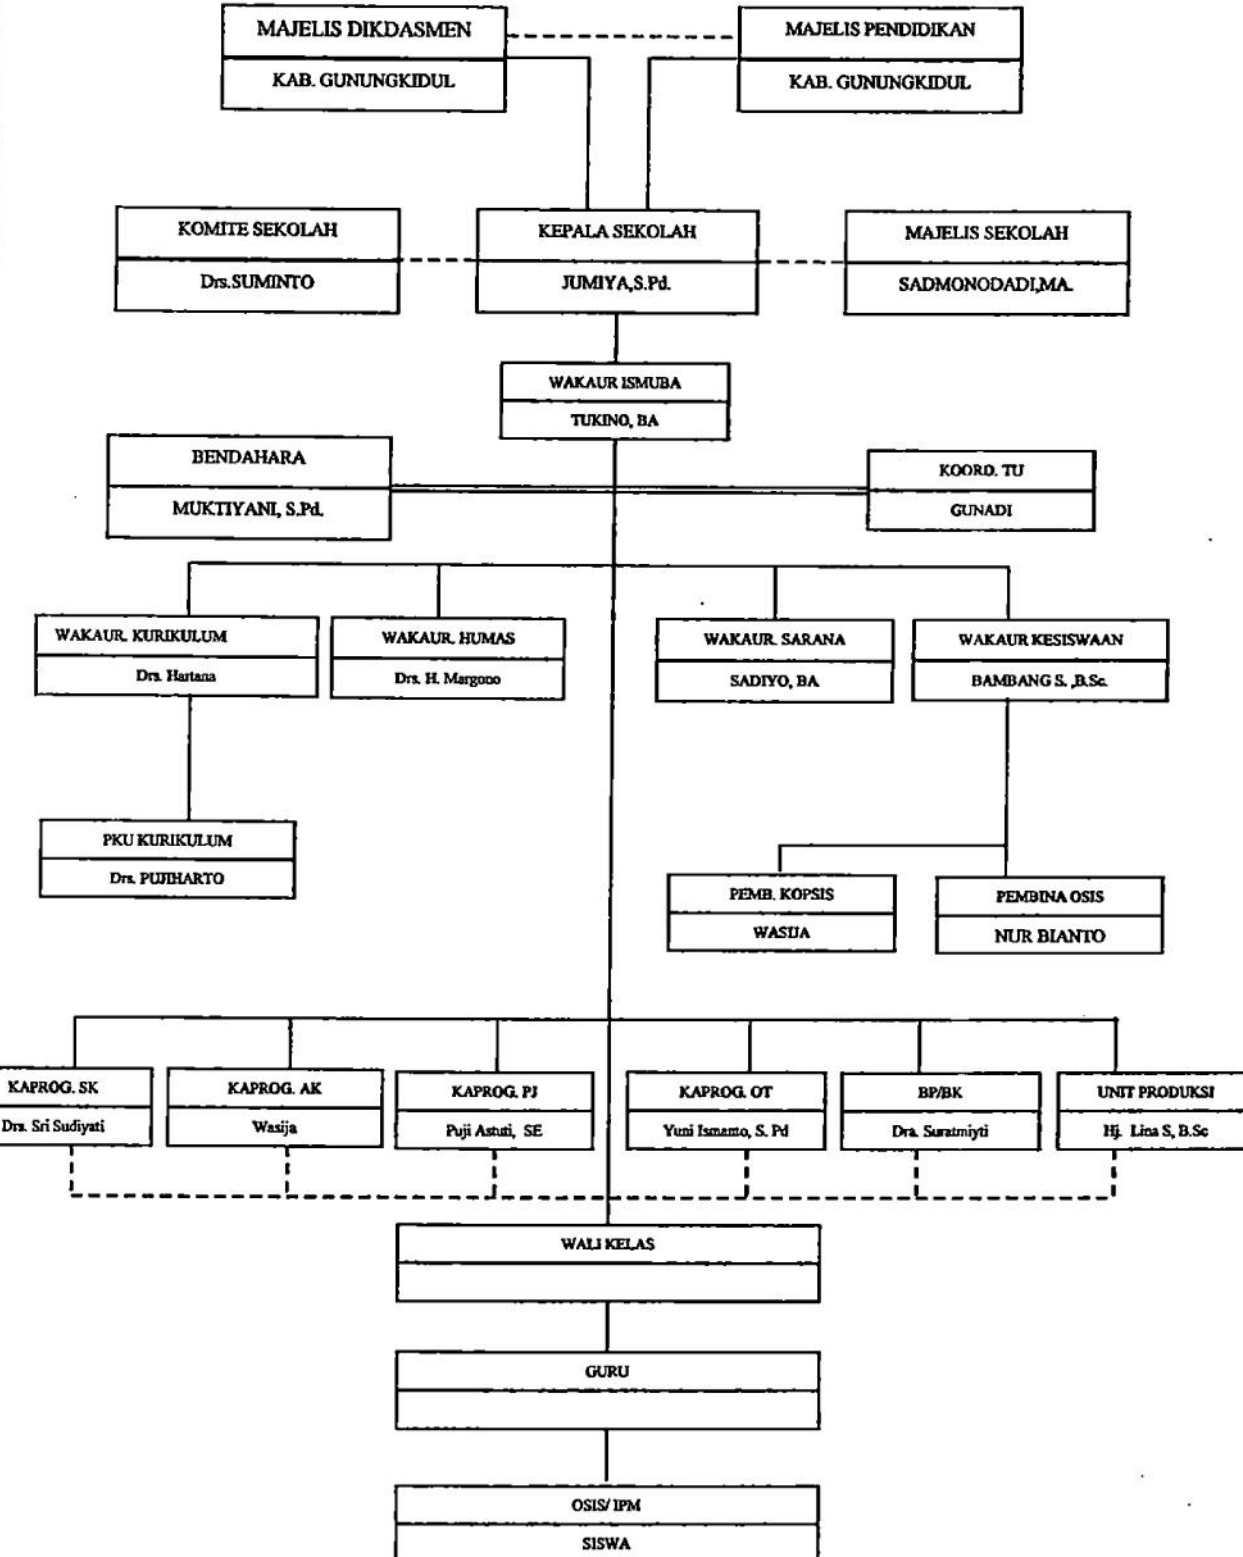 MAJELIS DIKDASMEN
KAB. GUNUNGKIDUL
MAJELIS PENDIDIKAN
KAB. GUNUNGKIDUL
KOMITE SEKOLAH
Drs.SUMINTO
KEPALA SEKOLAH
JUMIYA,S.Pd.
MAJELIS SEKOLAH
SADMONODADI,MA.
WAKAUR ISMUBA
TUKINO, BA
BENDAHARA
MUKTIYANI, S.Pd.
KOORD. TU
GUNADI
WAKAUR. KURIKULUM
Drs. Hartana
WAKAUR. HUMAS
Drs. H. Margono
WAKAUR. SARANA
SADIYO, BA
WAKAUR KESISWAAN
BAMBANG S. ,B.Sc.
PKU KURIKULUM
Drs. PUJIHARTO
PEMB. KOPSIS
WASIJA
PEMBINA OSIS
NUR BIANTO
KAPROG. SK
Dra. Sri Sudiyati
KAPROG. AK
Wasija
KAPROG. PJ
Puji Astuti, SE
KAPROG. OT
Yuni Ismanto, S. Pd
BP/BK
Dra. Suratmiyti
UNIT PRODUKSI
Hj. Lina S, B.Sc
WALI KELAS
GURU
OSIS/ IPM
SISWA